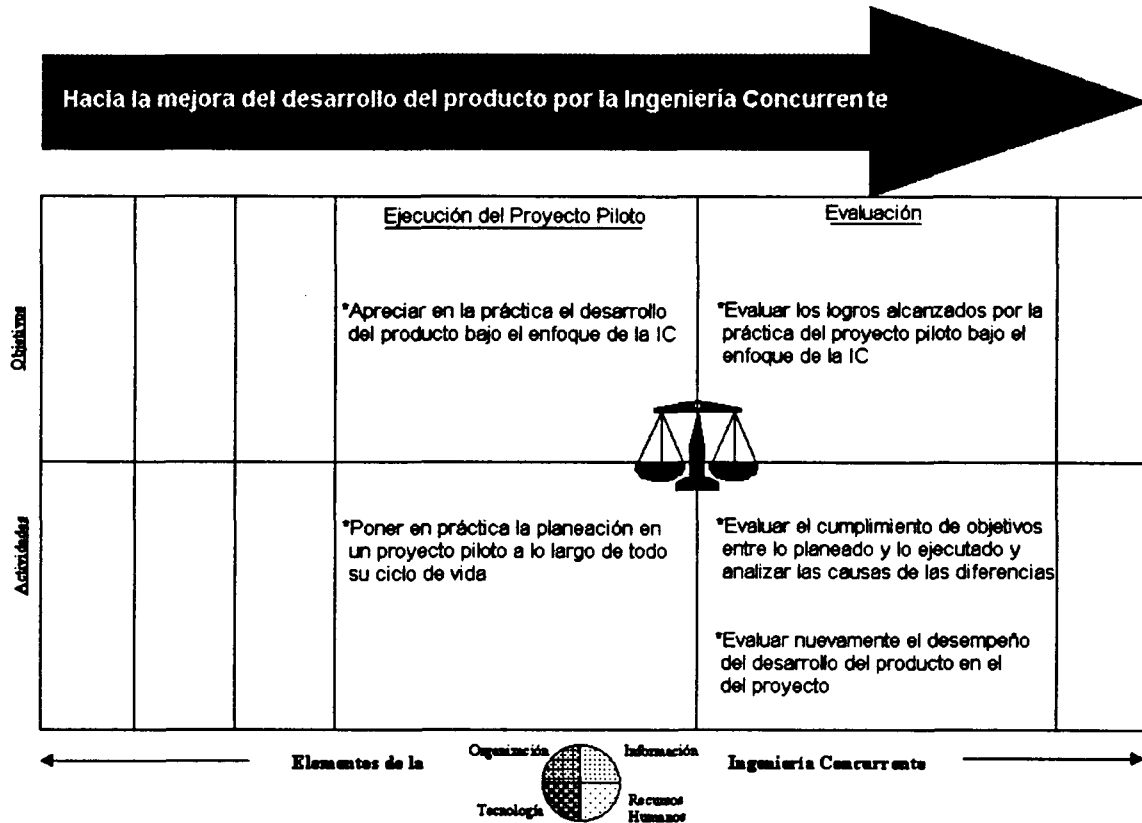 Hacia la mejora del desarrollo del producto por la Ingeniería Concurrente
Ejecución del Proyecto Piloto
Evaluación
Objetivos
*Apreciar en la práctica el desarrollo
del producto bajo el enfoque de la IC
*Evaluar los logros alcanzados por la
práctica del proyecto piloto bajo el
enfoque de la IC
Actividades
*Poner en práctica la planeación en
un proyecto piloto a lo largo de todo
su ciclo de vida
*Evaluar el cumplimiento de objetivos
entre lo planeado y lo ejecutado y
analizar las causas de las diferencias
*Evaluar nuevamente el desempeño
del desarrollo del producto en el
del proyecto
Elementos de la
Organización
Información
Tecnología
Recursos
Humanos
Ingeniería Concurrente